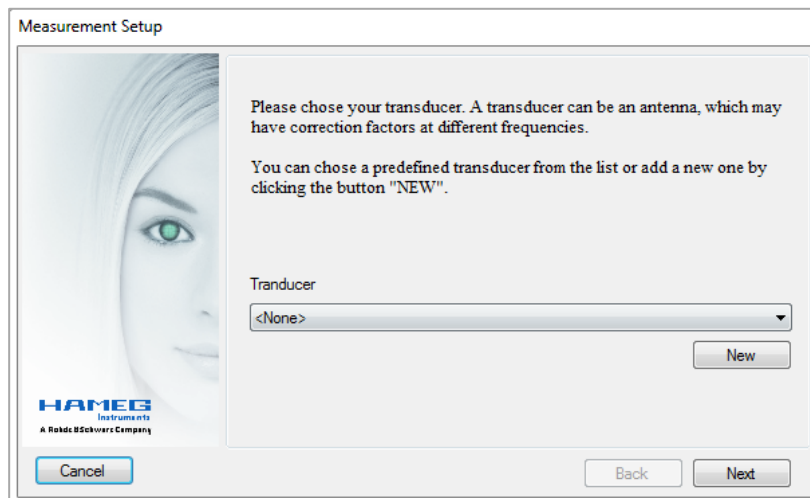 Measurement Setup
Please chose your transducer. A transducer can be an antenna, which may
have correction factors at different frequencies.
You can chose a predefined transducer from the list or add a new one by
clicking the button "NEW".
Tranducer
<None>
New
HAMEG
Instruments
A Rohde & Schwarz Company
Cancel
Back
Next